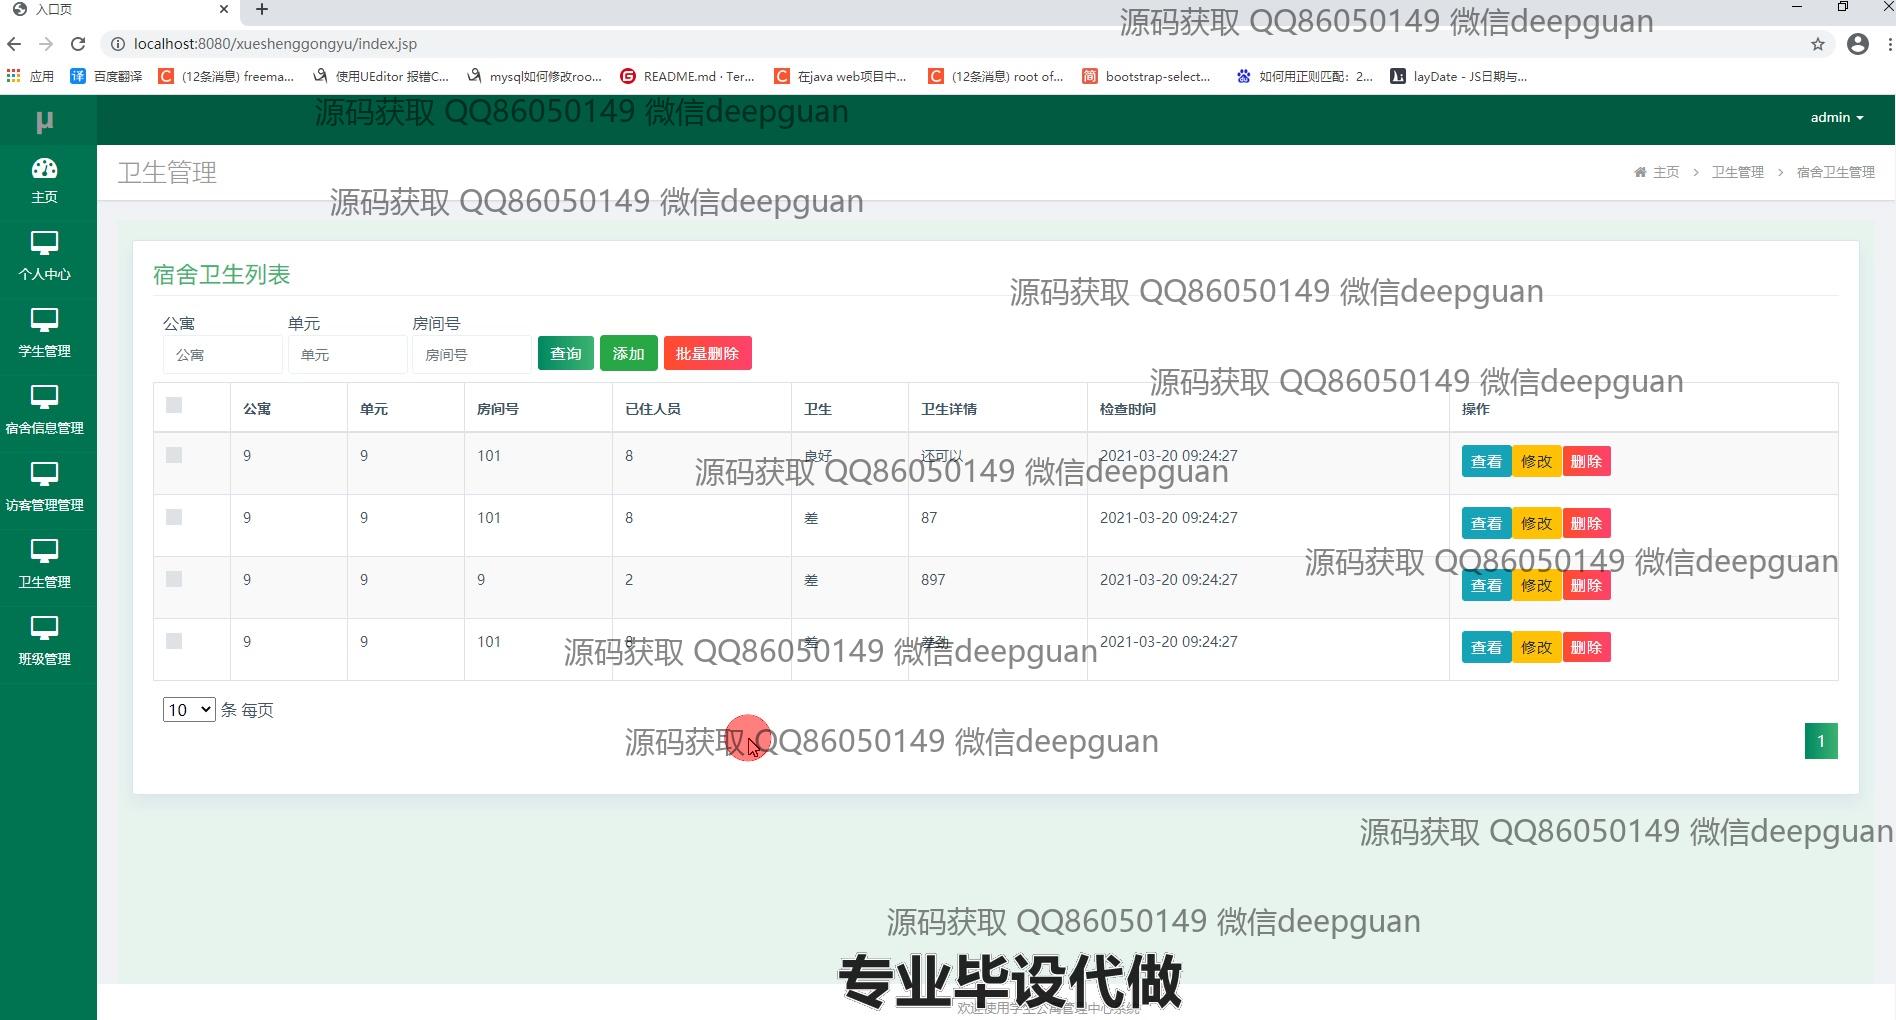 入口页
源码获取 QQ86050149 微信deepguan
localhost:8080/xueshenggongyu/index.jsp
应用 百度翻译 (12条消息) freema... 使用UEditor 报错C... mysql如何修改roo... README.md · Ter... 在java web项目中... (12条消息) root of... bootstrap-select... 如何用正则匹配：2... layDate - JS日期与...
μ
源码获取 QQ86050149 微信deepguan
admin
主页
个人中心
学生管理
宿舍信息管理
访客管理管理
卫生管理
班级管理
卫生管理
主页 > 卫生管理 > 宿舍卫生管理
源码获取 QQ86050149 微信deepguan
宿舍卫生列表
源码获取 QQ86050149 微信deepguan
公寓 单元 房间号
公寓 单元 房间号 查询 添加 批量删除
源码获取 QQ86050149 微信deepguan
公寓 单元 房间号 已住人员 卫生 卫生详情 检查时间 操作
9 9 101 8 良好 还可以 2021-03-20 09:24:27 查看 修改 删除
源码获取 QQ86050149 微信deepguan
9 9 101 8 差 87 2021-03-20 09:24:27 查看 修改 删除
源码获取 QQ86050149 微信deepguan
9 9 9 2 差 897 2021-03-20 09:24:27 查看 修改 删除
9 9 101 8 差 差劲 2021-03-20 09:24:27 查看 修改 删除
源码获取 QQ86050149 微信deepguan
10 条 每页
源码获取 QQ86050149 微信deepguan
1
源码获取 QQ86050149 微信deepguan
源码获取 QQ86050149 微信deepguan
专业毕设代做
欢迎使用学生公寓管理中心系统